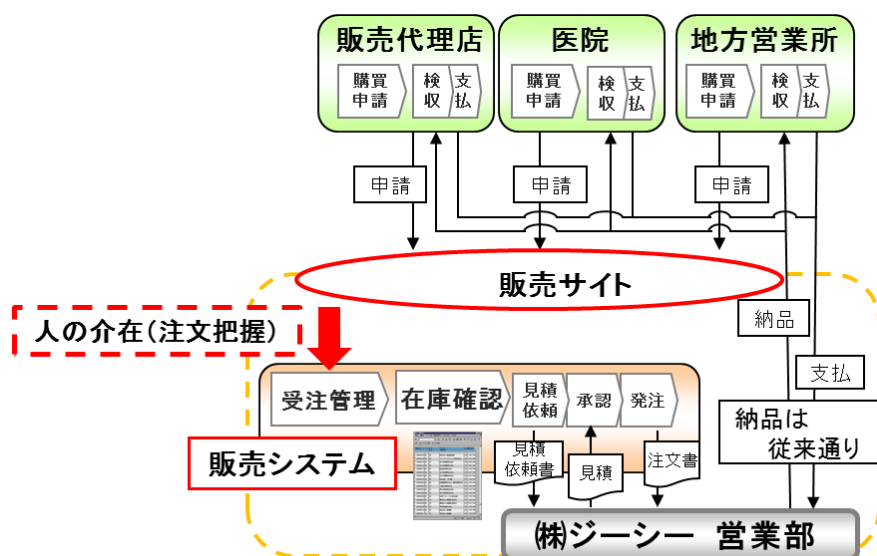 販売代理店
医院
地方営業所
購買
申請
検
収
支
払
購買
申請
検
収
支
払
購買
申請
検
収
支
払
申請
申請
申請
販売サイト
人の介在(注文把握)
納品
支払
受注管理
在庫確認
見積
依頼
承認
発注
納品は
従来通り
販売システム
見積
依頼書
見積
注文書
㈱ジーシー 営業部